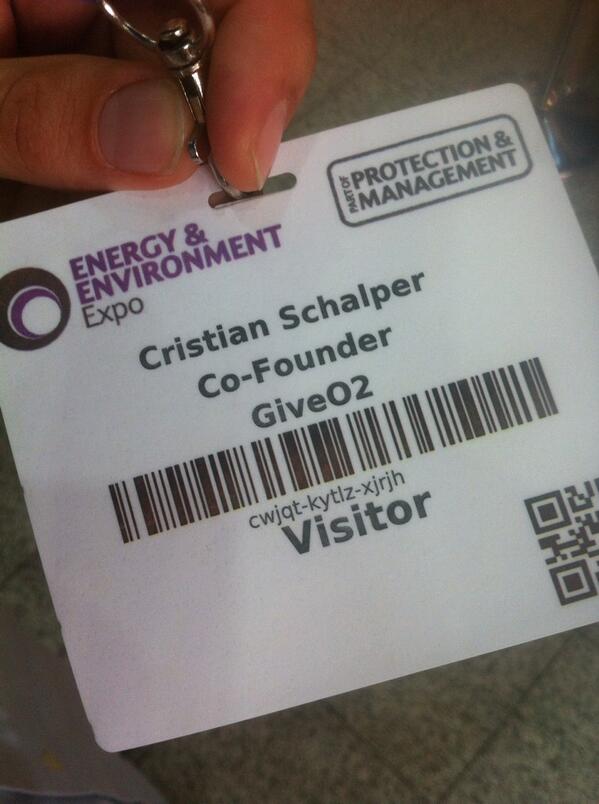 PART OF
PROTECTION &
MANAGEMENT
ENERGY &
ENVIRONMENT
Expo
Cristian Schalper
Co-Founder
GiveO2
cwjqt-kytlz-xjrjh
Visitor